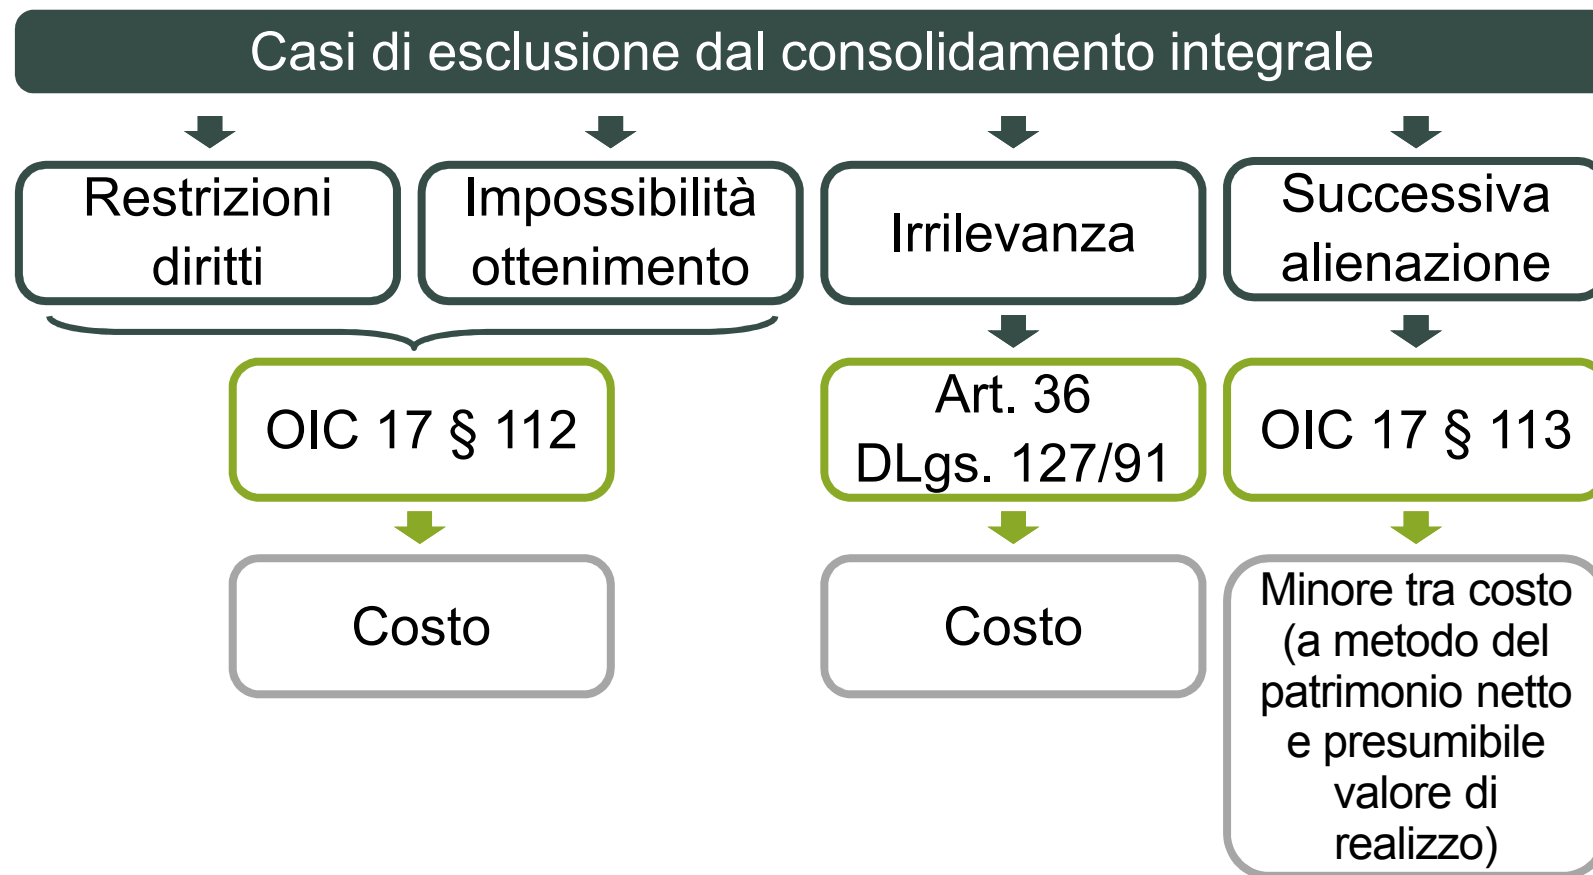 Casi di esclusione dal consolidamento integrale
Restrizioni
diritti
Impossibilità
ottenimento
Irrilevanza
Successiva
alienazione
OIC 17 § 112
Art. 36
DLgs. 127/91
OIC 17 § 113
Costo
Costo
Minore tra costo
(a metodo del
patrimonio netto
e presumibile
valore di
realizzo)